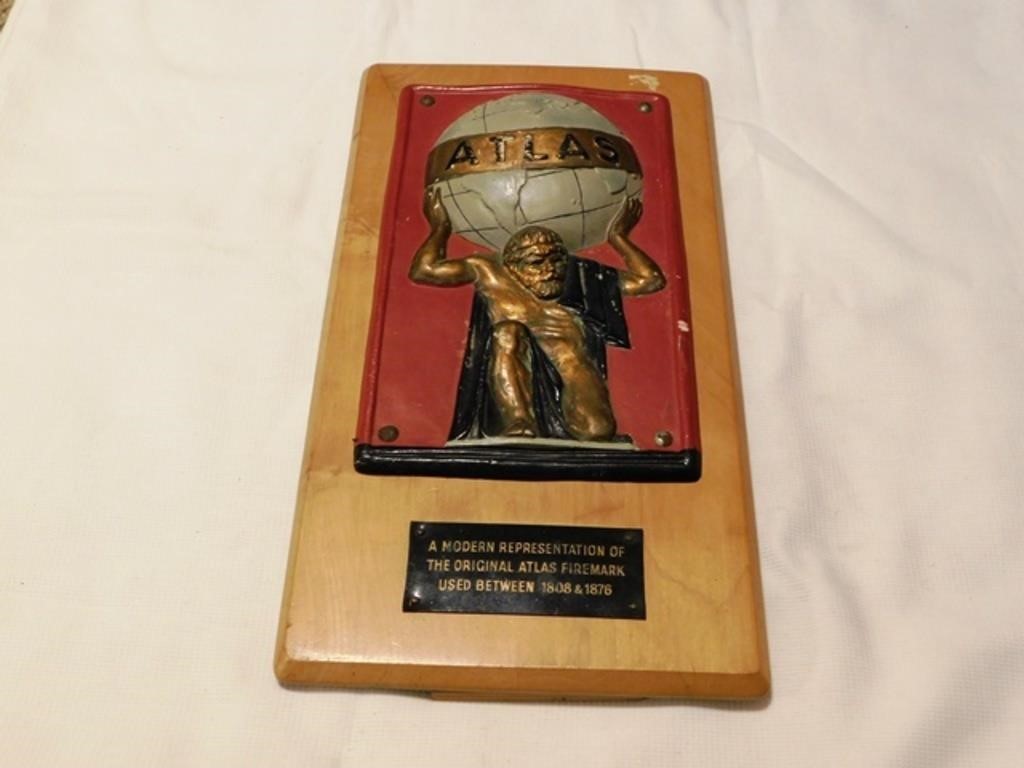 ATLAS
A MODERN REPRESENTATION OF
THE ORIGINAL ATLAS FIREMARK
USED BETWEEN 1808 & 1876